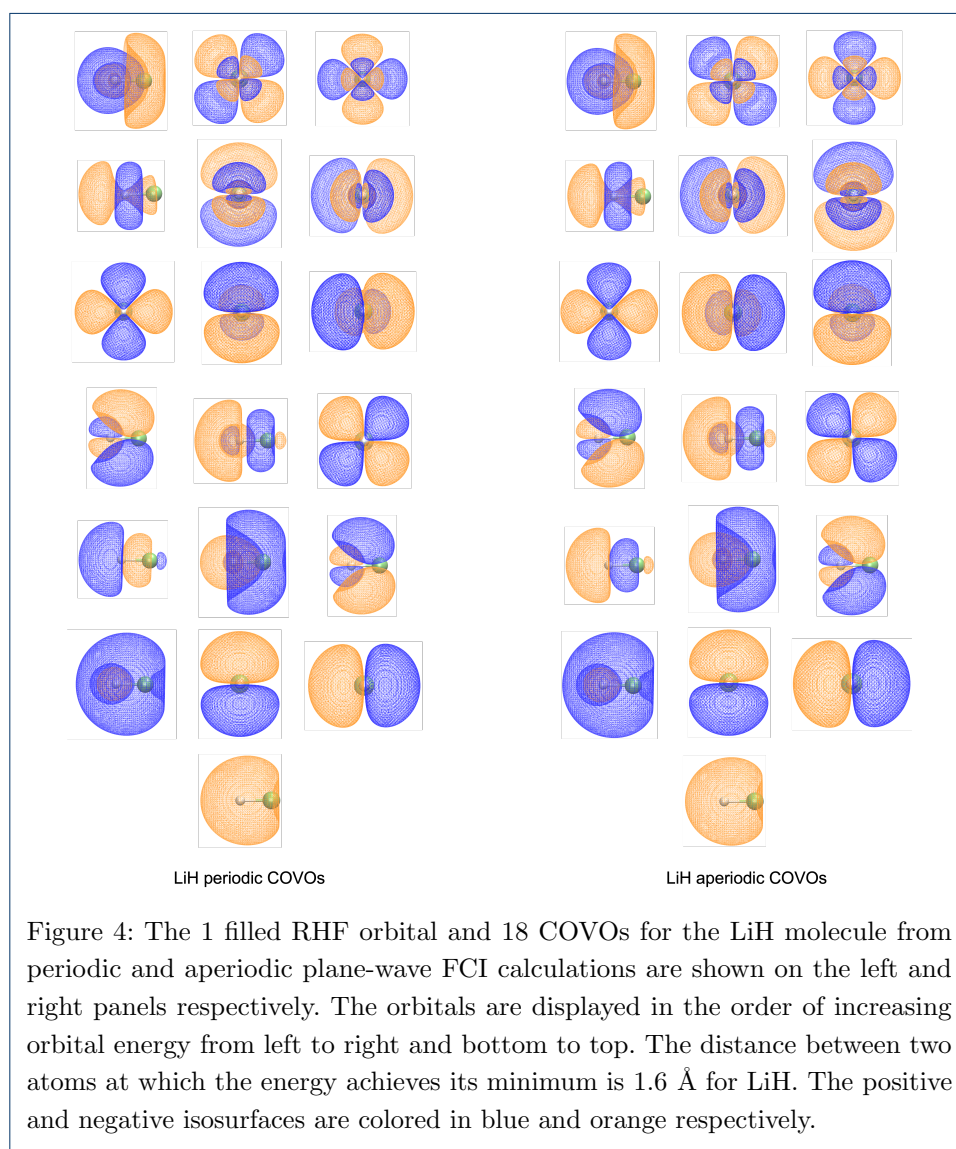 LiH periodic COVOs
LiH aperiodic COVOs
Figure 4: The 1 filled RHF orbital and 18 COVOs for the LiH molecule from
periodic and aperiodic plane-wave FCI calculations are shown on the left and
right panels respectively. The orbitals are displayed in the order of increasing
orbital energy from left to right and bottom to top. The distance between two
atoms at which the energy achieves its minimum is 1.6 Å for LiH. The positive
and negative isosurfaces are colored in blue and orange respectively.